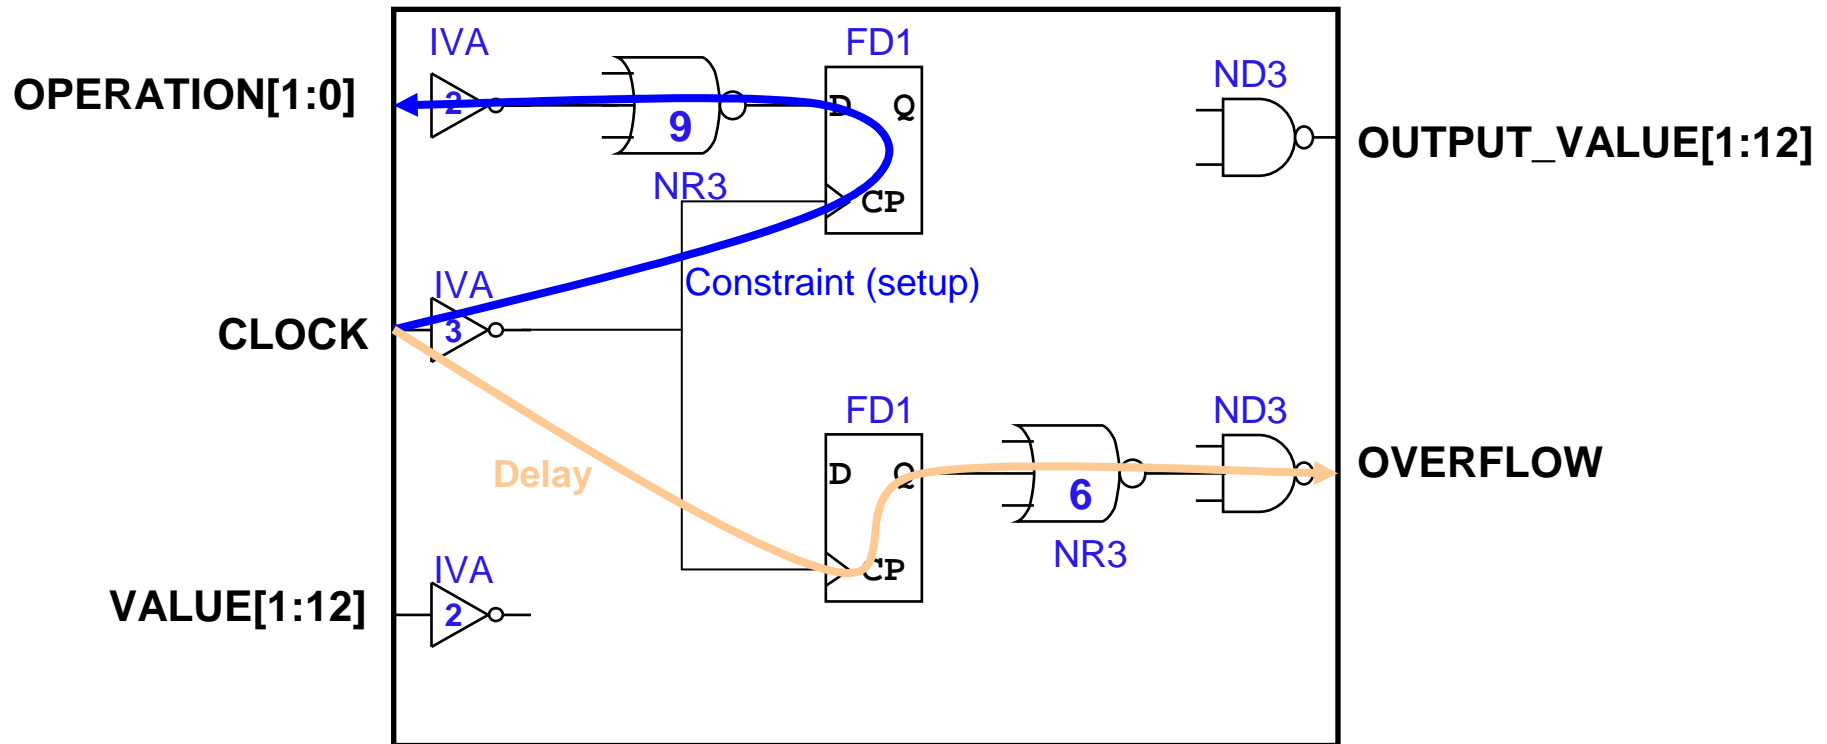 IVA
FD1
ND3
OPERATION[1:0]
2
9
D Q
OUTPUT_VALUE[1:12]
NR3
CP
IVA
Constraint (setup)
CLOCK
3
FD1
ND3
Delay
D Q
6
OVERFLOW
CP
NR3
IVA
VALUE[1:12]
2